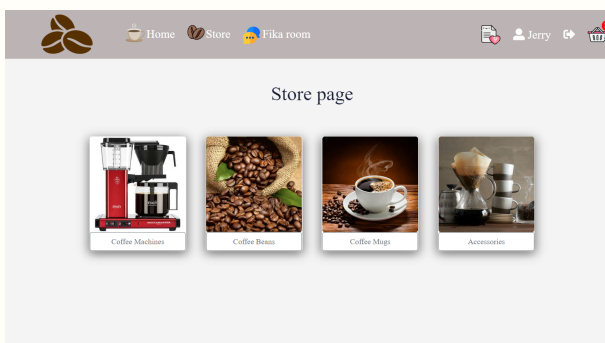 Home Store Fika room Jerry
Store page
Coffee Machines Coffee Beans Coffee Mugs Accessories